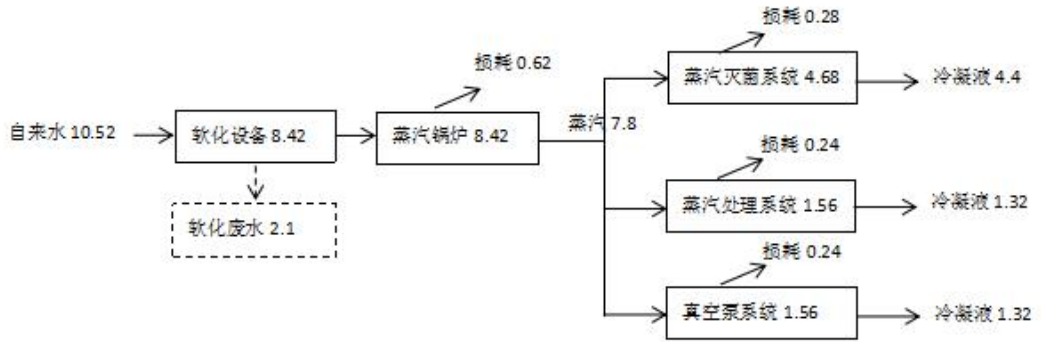 损耗 0.28
蒸汽灭菌系统 4.68
冷凝液 4.4
损耗 0.62
自来水 10.52
软化设备 8.42
蒸汽锅炉 8.42
蒸汽 7.8
损耗 0.24
蒸汽处理系统 1.56
冷凝液 1.32
软化废水 2.1
损耗 0.24
真空泵系统 1.56
冷凝液 1.32